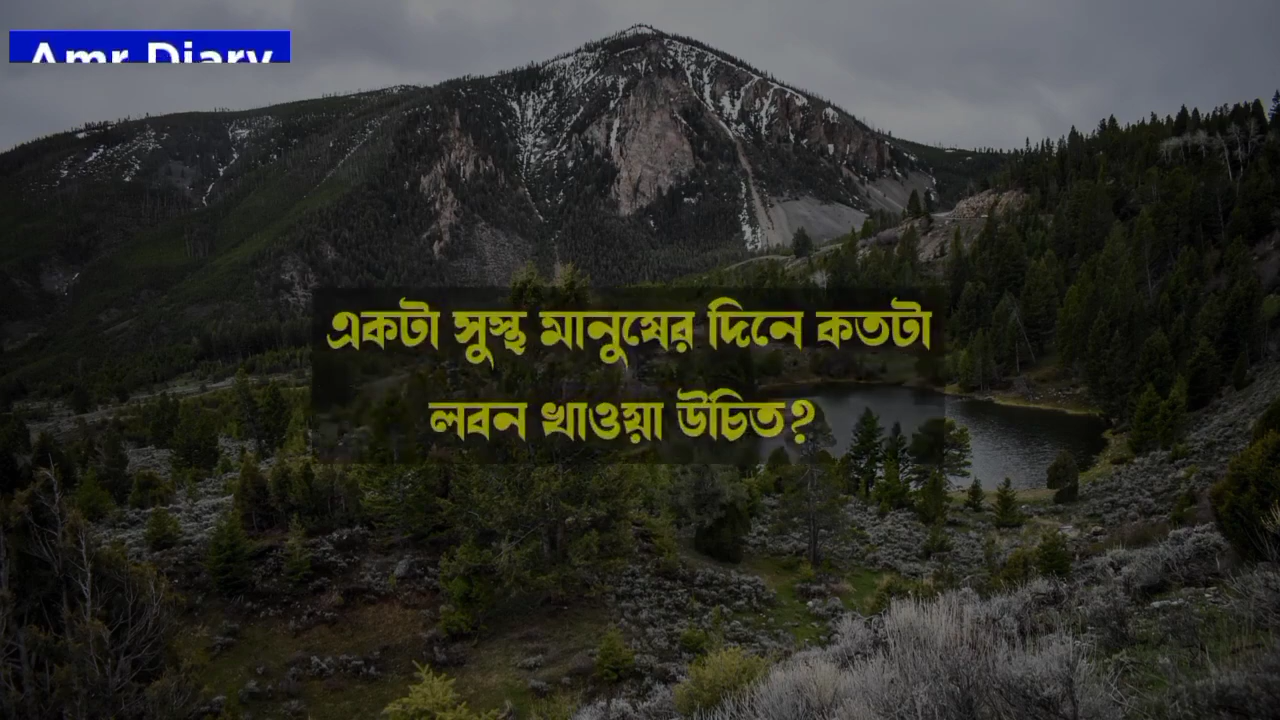 Amr Diary
একটা সুস্থ মানুষের দিনে কতটা
লবন খাওয়া উচিত?